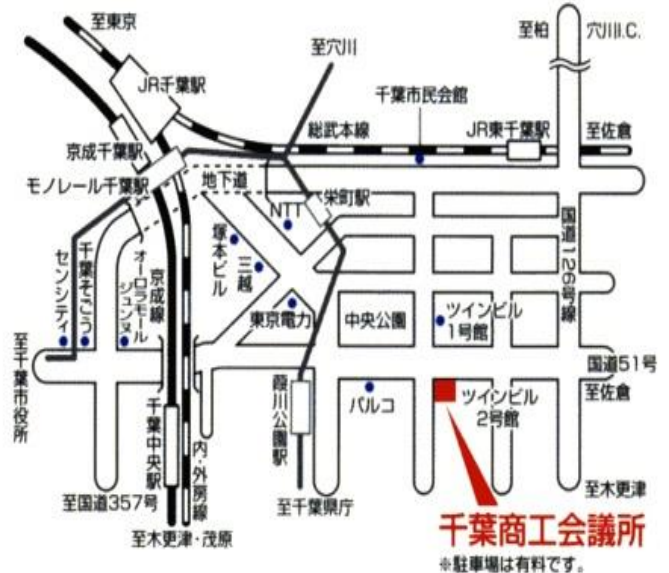 至東京
至柏
穴川I.C.
至穴川
JR千葉駅
千葉市民会館
総武本線
JR東千葉駅
至佐倉
京成千葉駅
モノレール千葉駅
地下道
栄町駅
NTT
塚本ビル
三越
国道126号線
センシティ
千葉そごう
オーロラモール
ジュンヌ
京成線
東京電力
中央公園
ツインビル
1号館
至千葉市役所
国道51号
至佐倉
葭川公園駅
パルコ
ツインビル
2号館
千葉中央駅
内・外房線
至国道357号
至千葉県庁
至木更津
至木更津・茂原
千葉商工会議所
※駐車場は有料です。